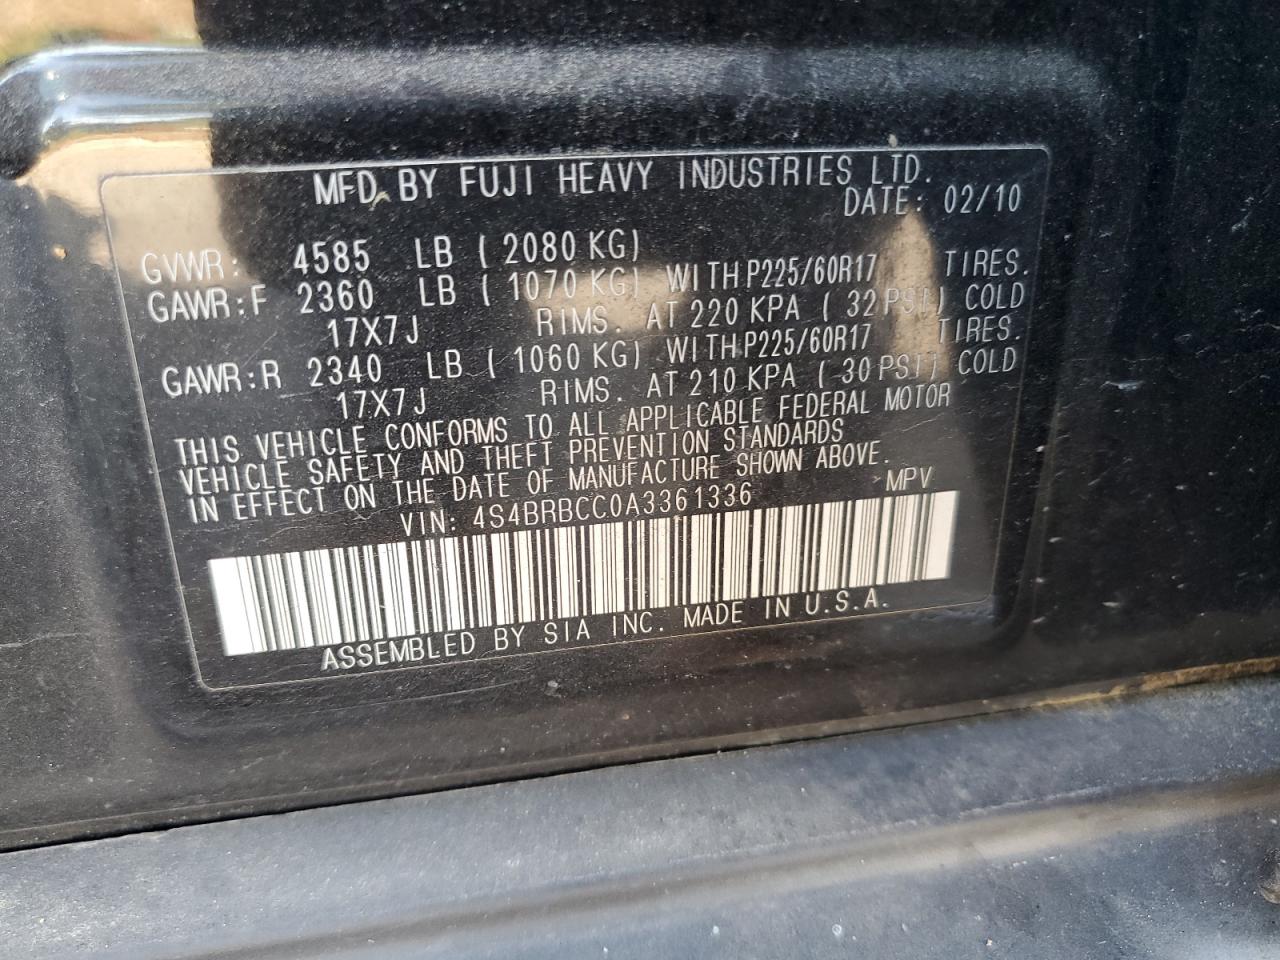 MFD. BY FUJI HEAVY INDUSTRIES LTD.
DATE: 02/10
GVWR: 4585 LB ( 2080 KG)
GAWR:F 2360 LB ( 1070 KG) WITH P225/60R17 TIRES.
17X7J RIMS. AT 220 KPA ( 32 PSI) COLD
GAWR:R 2340 LB ( 1060 KG) WITH P225/60R17 TIRES.
17X7J RIMS. AT 210 KPA ( 30 PSI) COLD
THIS VEHICLE CONFORMS TO ALL APPLICABLE FEDERAL MOTOR
VEHICLE SAFETY AND THEFT PREVENTION STANDARDS
IN EFFECT ON THE DATE OF MANUFACTURE SHOWN ABOVE.
VIN: 4S4BRBCC0A3361336 MPV
ASSEMBLED BY SIA INC. MADE IN U.S.A.